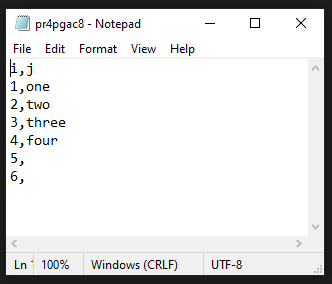 pr4pgac8 - Notepad
File Edit Format View Help
i,j
1,one
2,two
3,three
4,four
5,
6,
Ln 100% Windows (CRLF) UTF-8